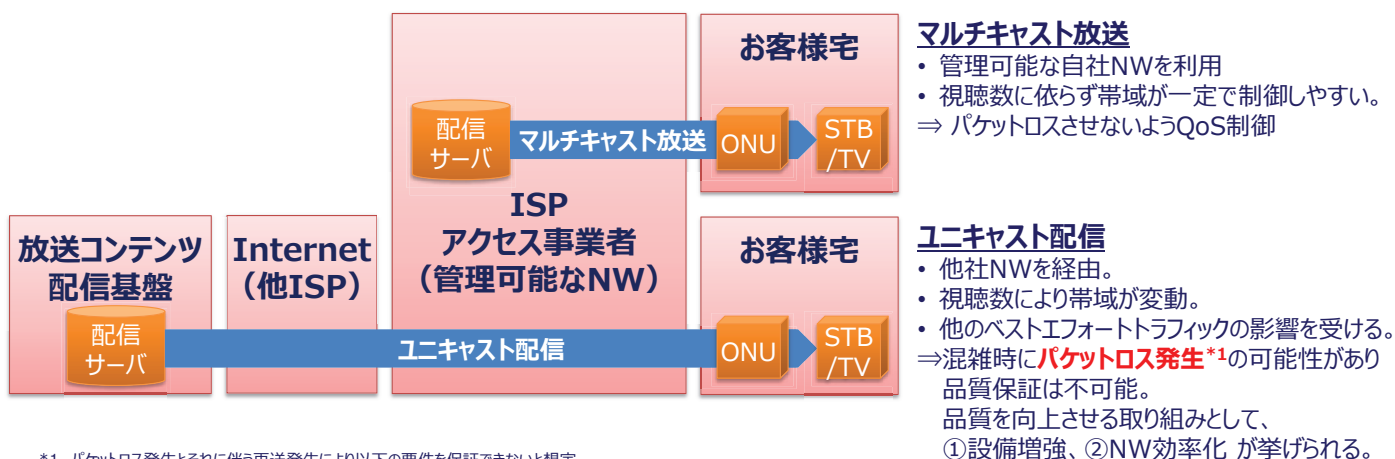 マルチキャスト放送
• 管理可能な自社NWを利用
• 視聴数に依らず帯域が一定で制御しやすい。
⇒ パケットロスさせないようQoS制御
お客様宅
配信
サーバ
マルチキャスト放送
ONU
STB
/TV
ISP
アクセス事業者
（管理可能なNW）
放送コンテンツ
配信基盤
Internet
（他ISP）
お客様宅
配信
サーバ
ユニキャスト配信
ONU
STB
/TV
ユニキャスト配信
• 他社NWを経由。
• 視聴数により帯域が変動。
• 他のベストエフォートトラフィックの影響を受ける。
⇒混雑時にパケットロス発生*1の可能性があり
品質保証は不可能。
品質を向上させる取り組みとして、
①設備増強、②NW効率化 が挙げられる。